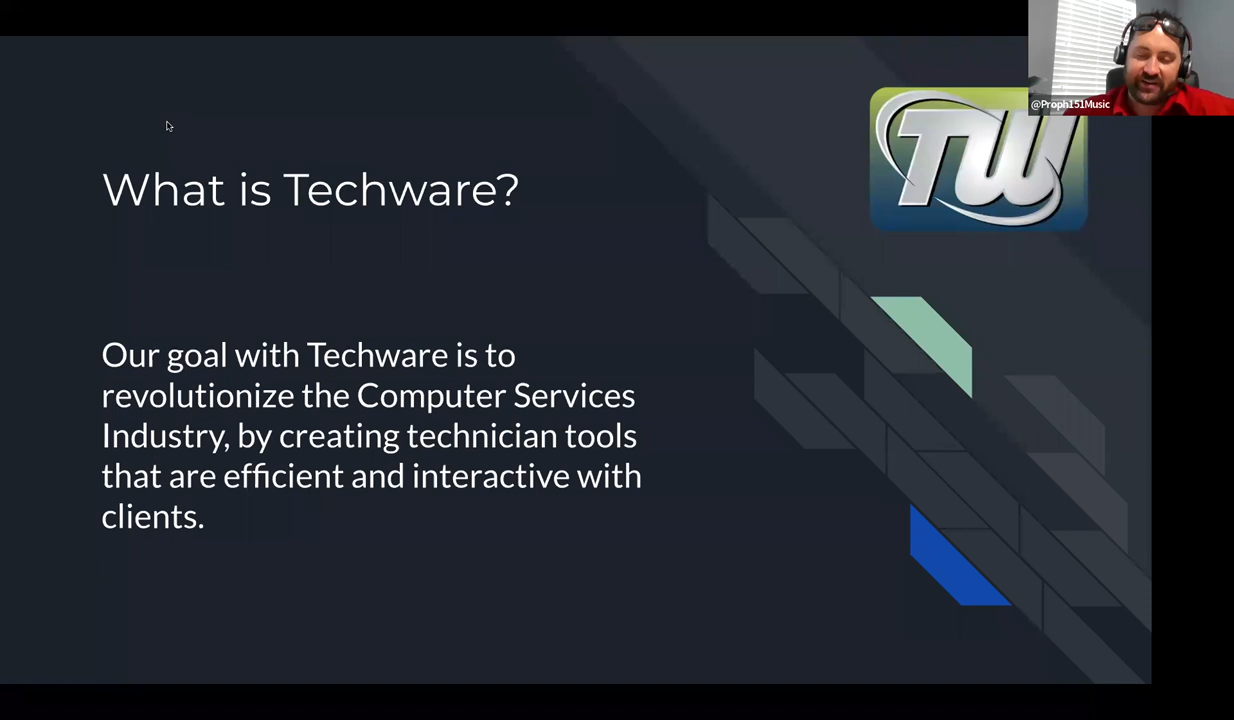 @Proph151Music
TW
What is Techware?
Our goal with Techware is to
revolutionize the Computer Services
Industry, by creating technician tools
that are efficient and interactive with
clients.